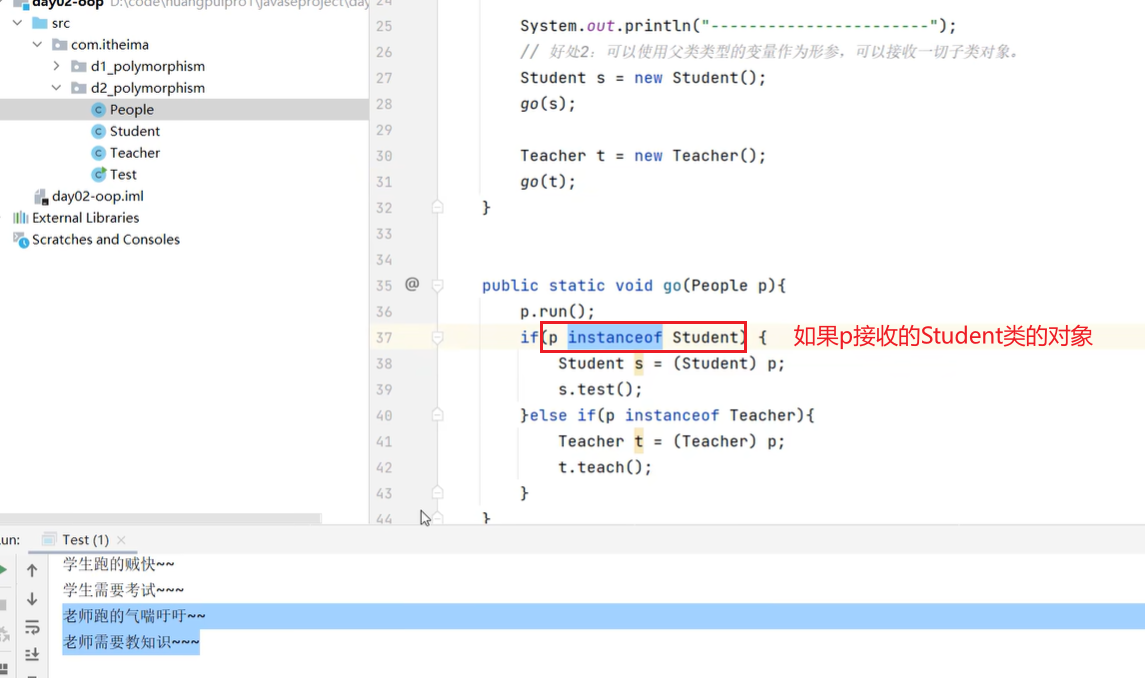 day02-oop D:\code\huangpuipro1\javaseproject\day
src
com.itheima
d1_polymorphism
d2_polymorphism
People
Student
Teacher
Test
day02-oop.iml
External Libraries
Scratches and Consoles
24
25 System.out.println("-----------------------");
26 // 好处2：可以使用父类类型的变量作为形参，可以接收一切子类对象。
27 Student s = new Student();
28 go(s);
29
30 Teacher t = new Teacher();
31 go(t);
32 }
33
34
35 @ public static void go(People p){
36 p.run();
37 if(p instanceof Student) { 如果p接收的Student类的对象
38 Student s = (Student) p;
39 s.test();
40 }else if(p instanceof Teacher){
41 Teacher t = (Teacher) p;
42 t.teach();
43 }
44 }
un: Test (1)
学生跑的贼快~~
学生需要考试~~~
老师跑的气喘吁吁~~
老师需要教知识~~~